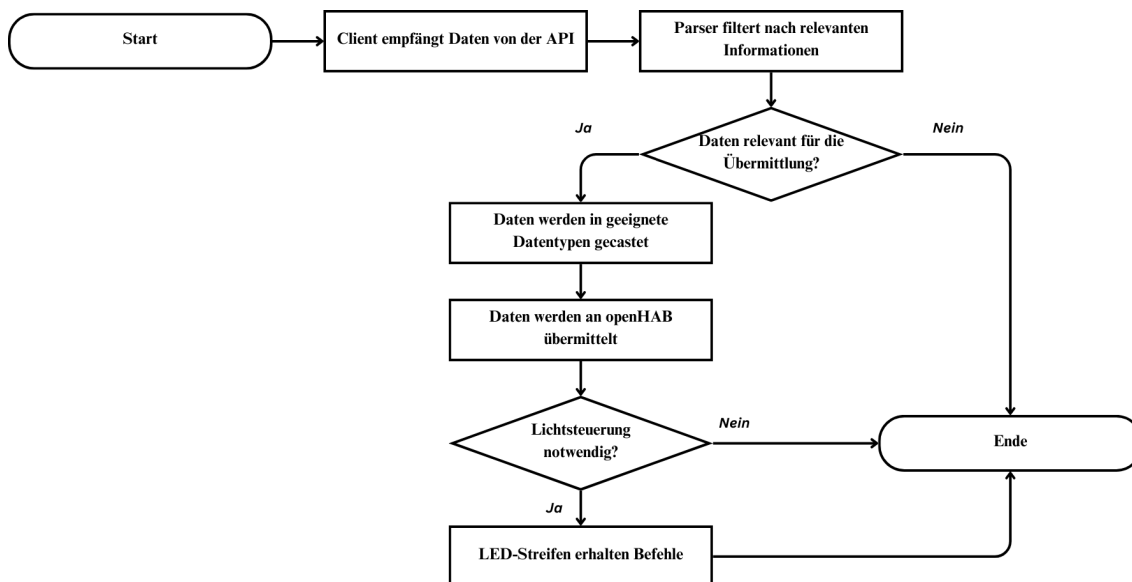 Start
Client empfängt Daten von der API
Parser filtert nach relevanten
Informationen
Ja
Nein
Daten relevant für die
Übermittlung?
Daten werden in geeignete
Datentypen gecastet
Daten werden an openHAB
übermittelt
Lichtsteuerung
notwendig?
Nein
Ende
Ja
LED-Streifen erhalten Befehle